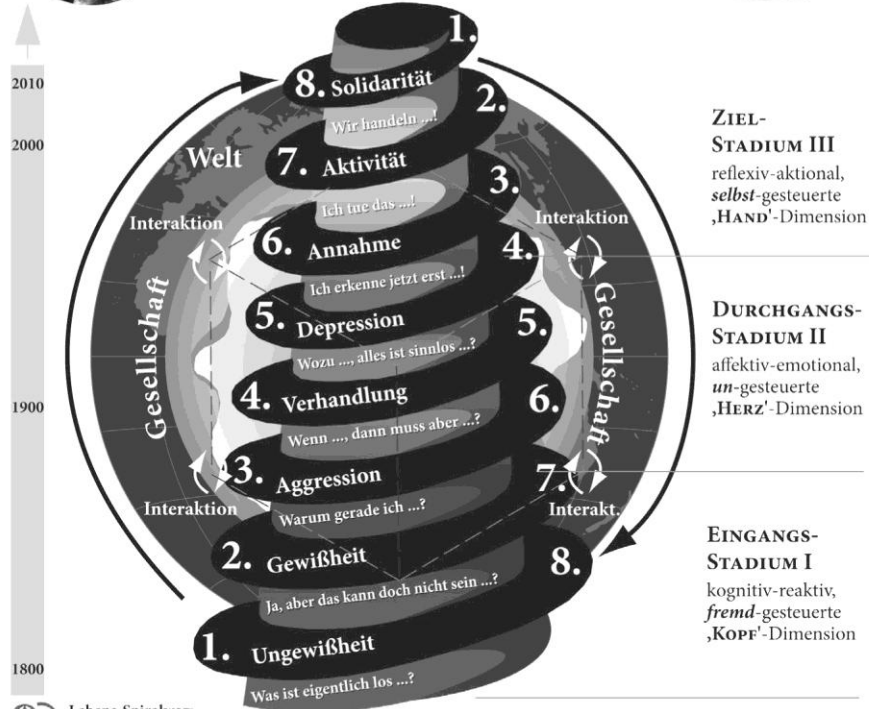 2010
2000
1900
1800
Welt
Interaktion
Interaktion
Gesellschaft
Gesellschaft
Interaktion
Interakt.
1.
8. Solidarität
Wir handeln ...!
2.
7. Aktivität
Ich tue das ...!
3.
6. Annahme
Ich erkenne jetzt erst ...!
4.
5. Depression
Wozu ..., alles ist sinnlos ...?
5.
4. Verhandlung
Wenn ..., dann muss aber ...?
6.
3. Aggression
Warum gerade ich ...?
7.
2. Gewißheit
Ja, aber das kann doch nicht sein ...?
8.
1. Ungewißheit
Was ist eigentlich los ...?
ZIEL-
STADIUM III
reflexiv-aktional,
selbst-gesteuerte
‚HAND'-Dimension
DURCHGANGS-
STADIUM II
affektiv-emotional,
un-gesteuerte
‚HERZ'-Dimension
EINGANGS-
STADIUM I
kognitiv-reaktiv,
fremd-gesteuerte
‚KOPF'-Dimension